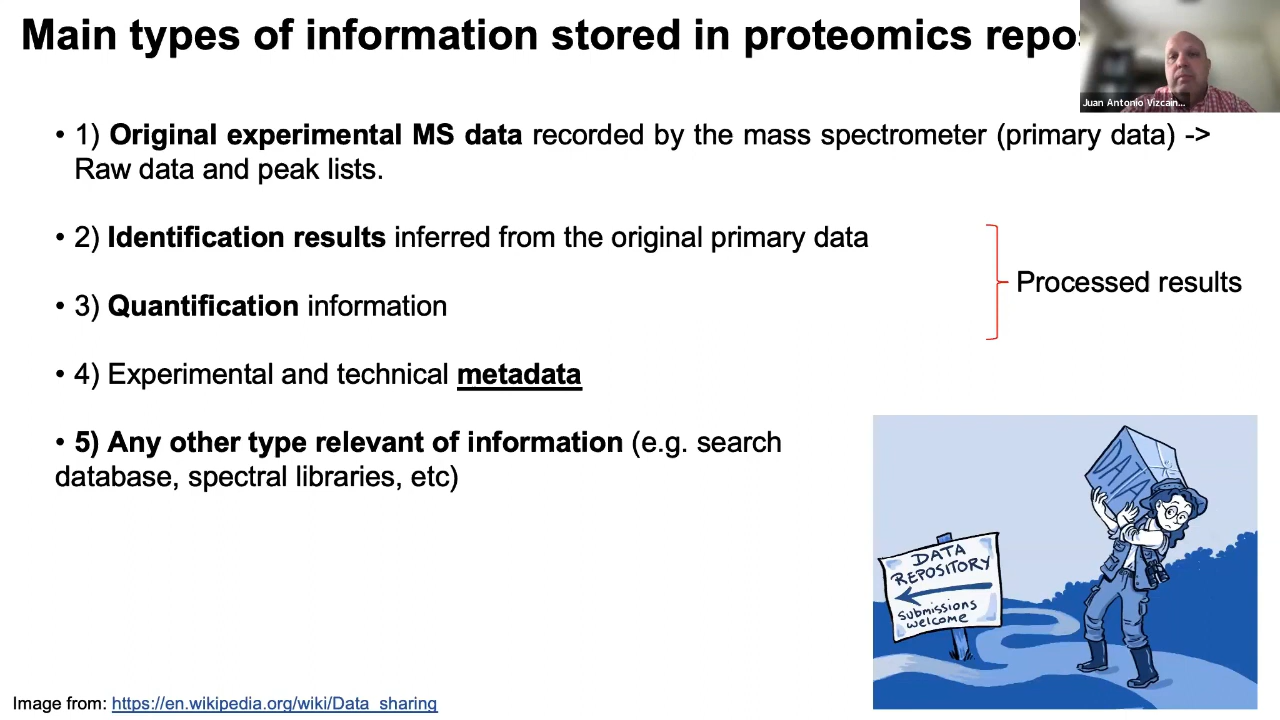 Main types of information stored in proteomics
Juan Antonio Vizcain...
• 1) Original experimental MS data recorded by the mass spectrometer (primary data) ->
Raw data and peak lists.
• 2) Identification results inferred from the original primary data
Processed results
• 3) Quantification information
• 4) Experimental and technical metadata
• 5) Any other type relevant of information (e.g. search
database, spectral libraries, etc)
DATA
DATA
REPOSITORY
submissions
welcome
Image from: https://en.wikipedia.org/wiki/Data_sharing